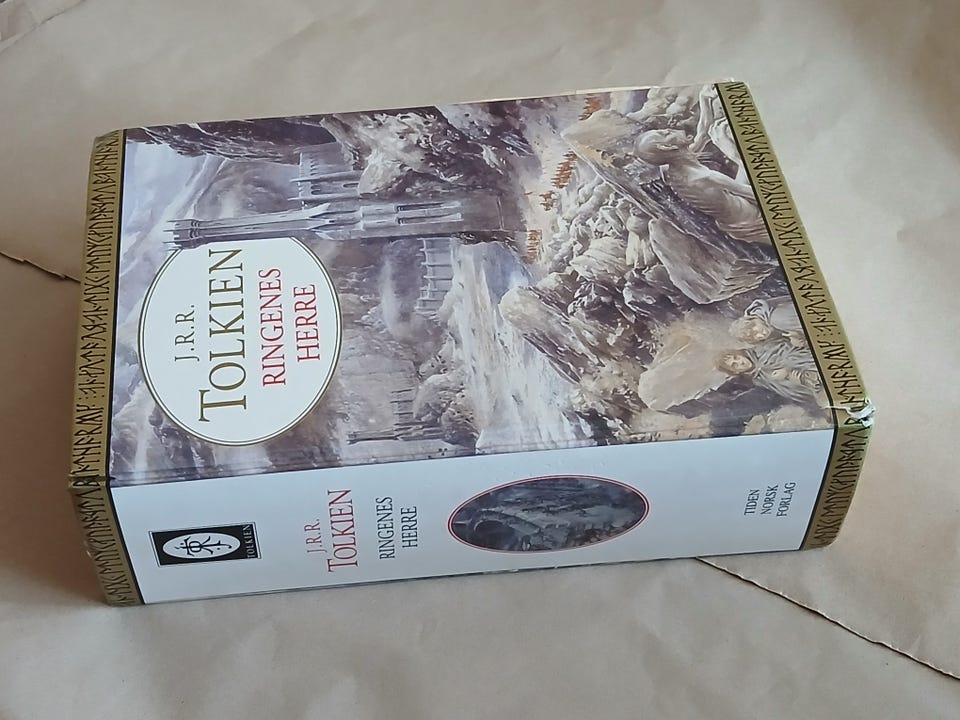 J.R.R.
TOLKIEN
RINGENES
HERRE
TOLKIEN
J.R.R.
TOLKIEN
RINGENES
HERRE
TIDEN
NORSK
FORLAG